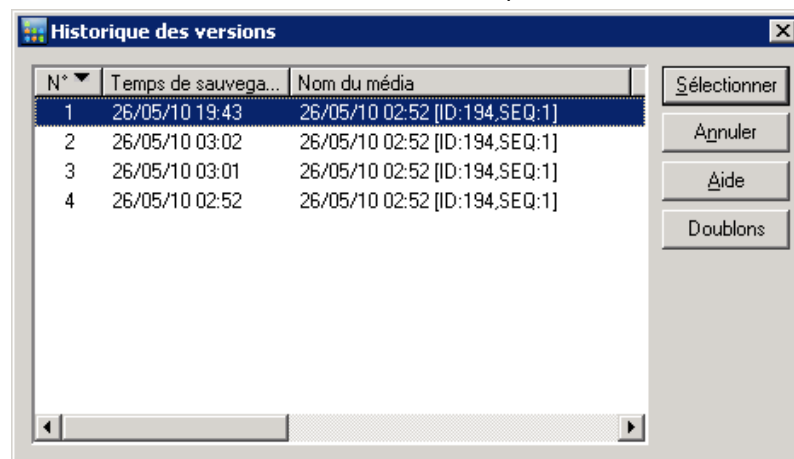 Historique des versions
N° Temps de sauvega... Nom du média
1 26/05/10 19:43 26/05/10 02:52 [ID:194,SEQ:1]
2 26/05/10 03:02 26/05/10 02:52 [ID:194,SEQ:1]
3 26/05/10 03:01 26/05/10 02:52 [ID:194,SEQ:1]
4 26/05/10 02:52 26/05/10 02:52 [ID:194,SEQ:1]
Sélectionner
Annuler
Aide
Doublons